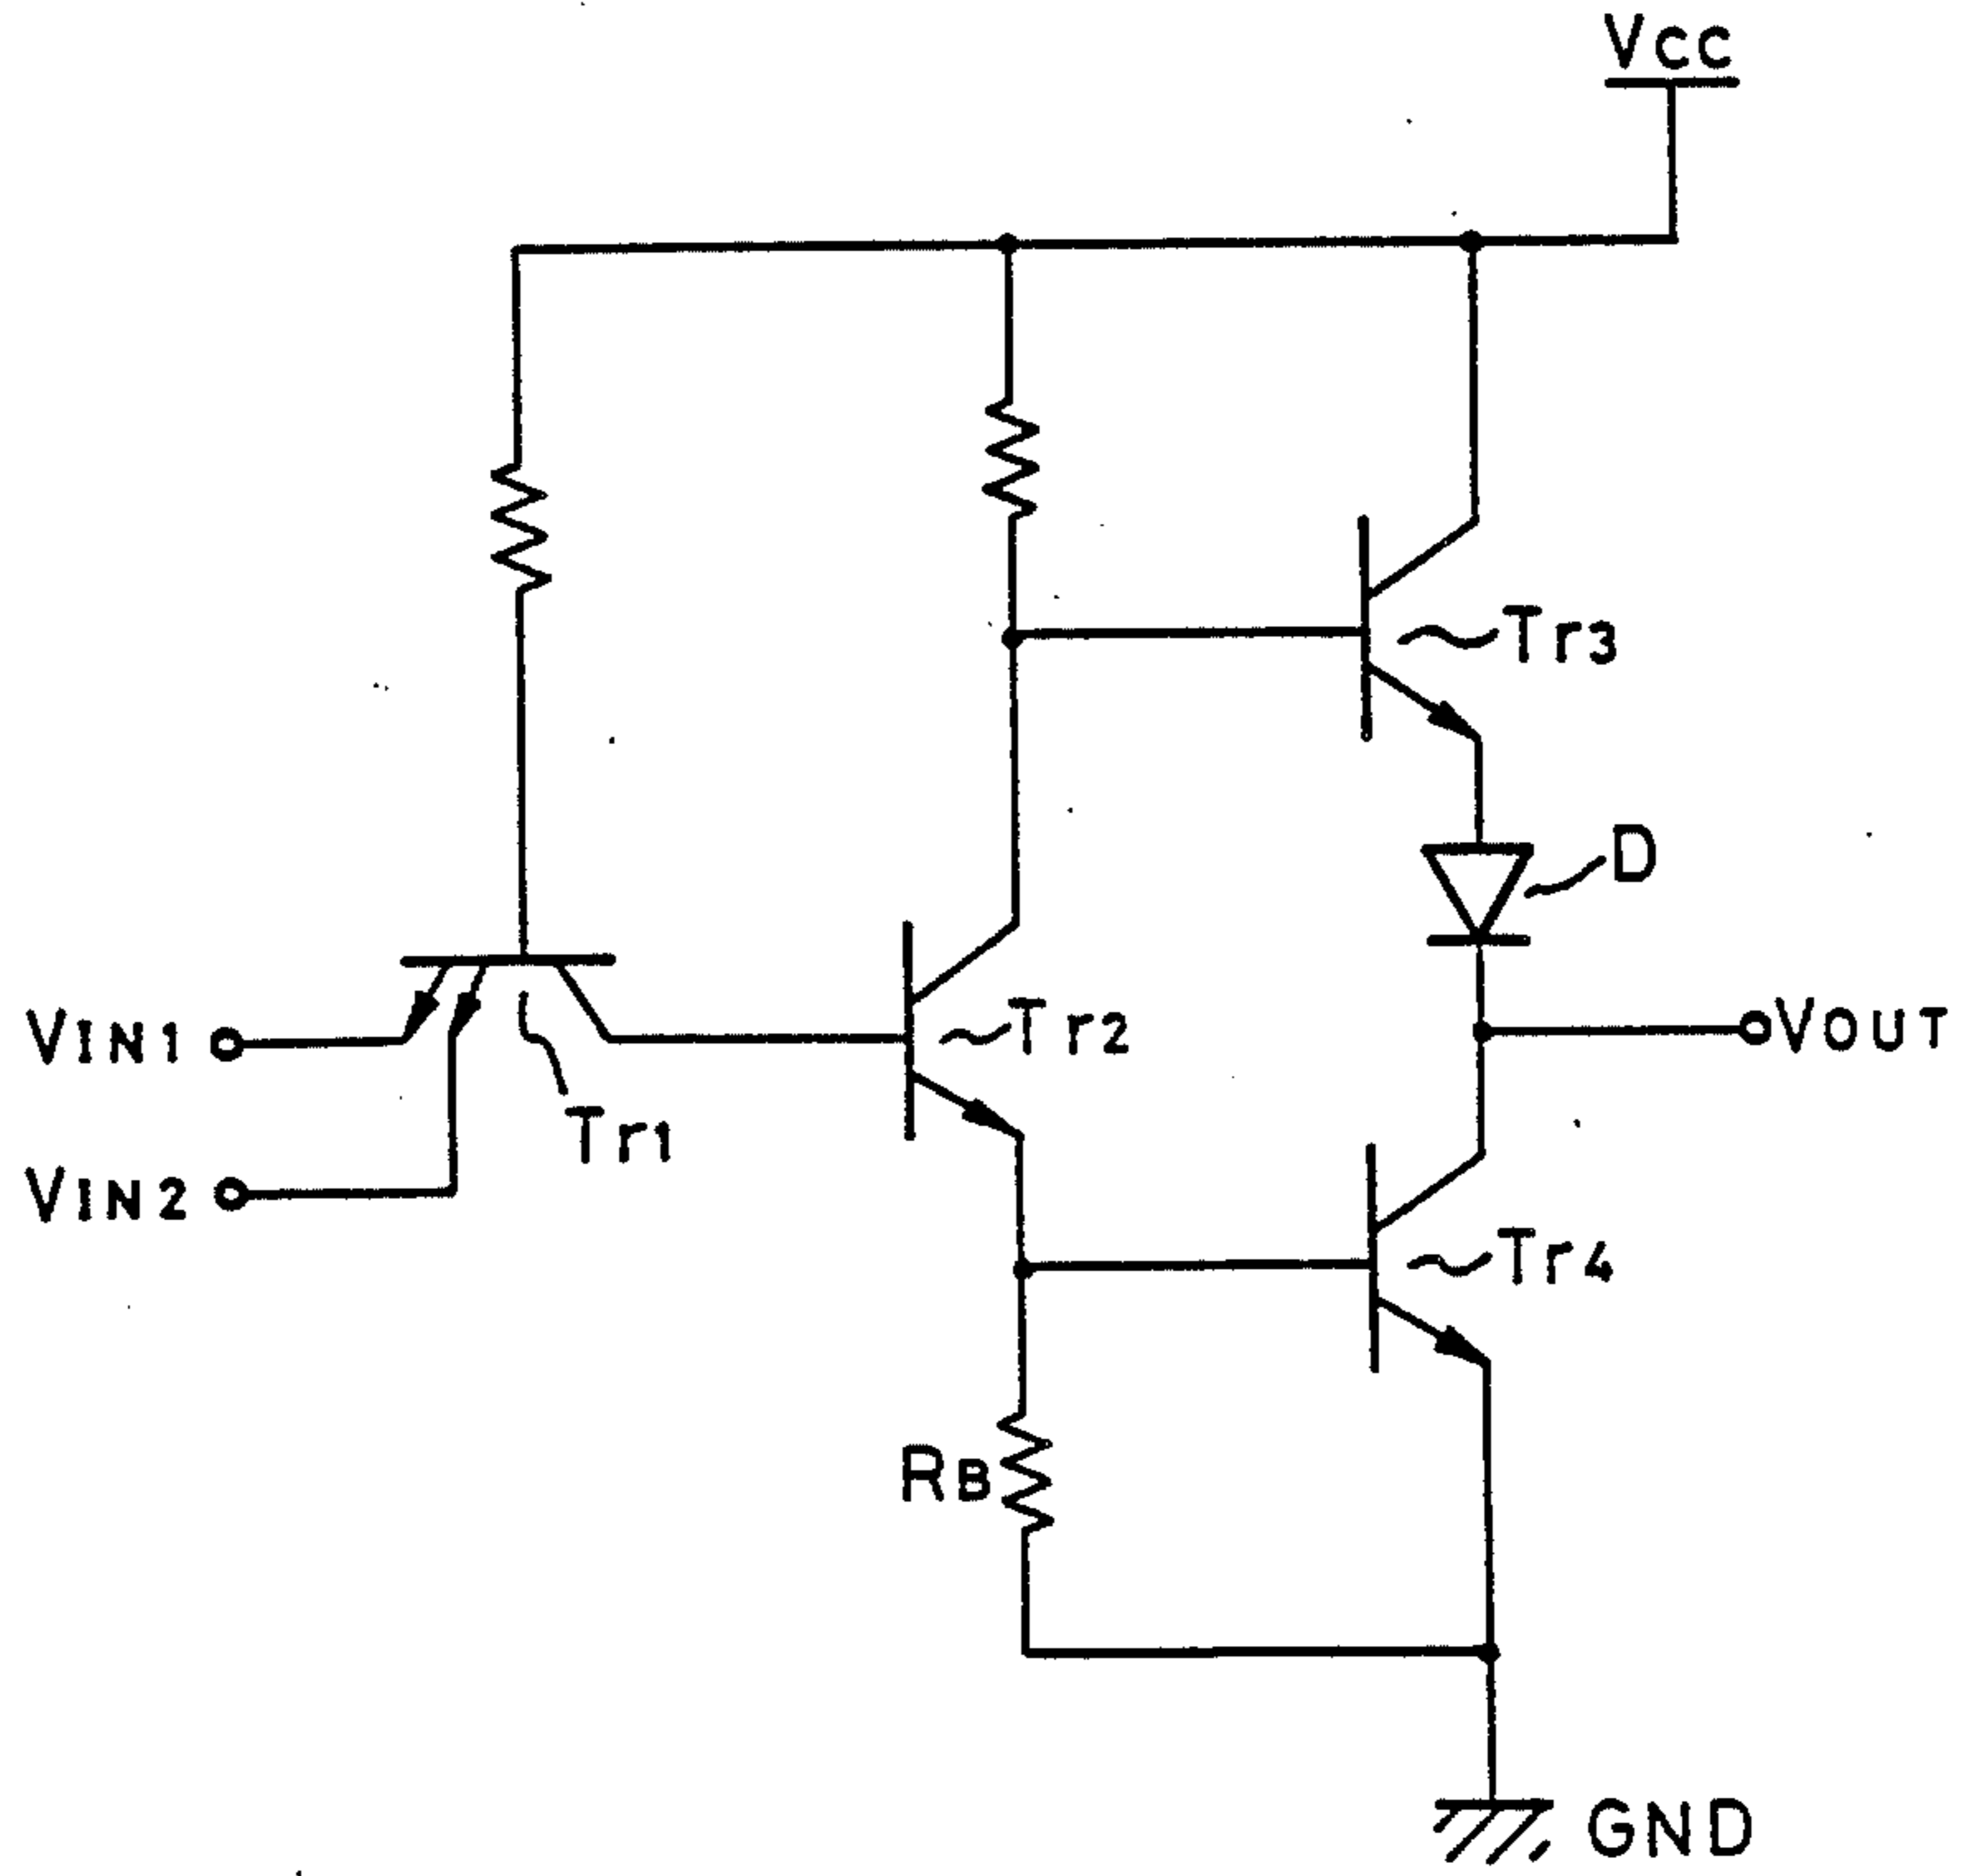 VCC
Tr3
D
VIN1
Tr2
VOUT
Tr1
VIN2
Tr4
RB
GND